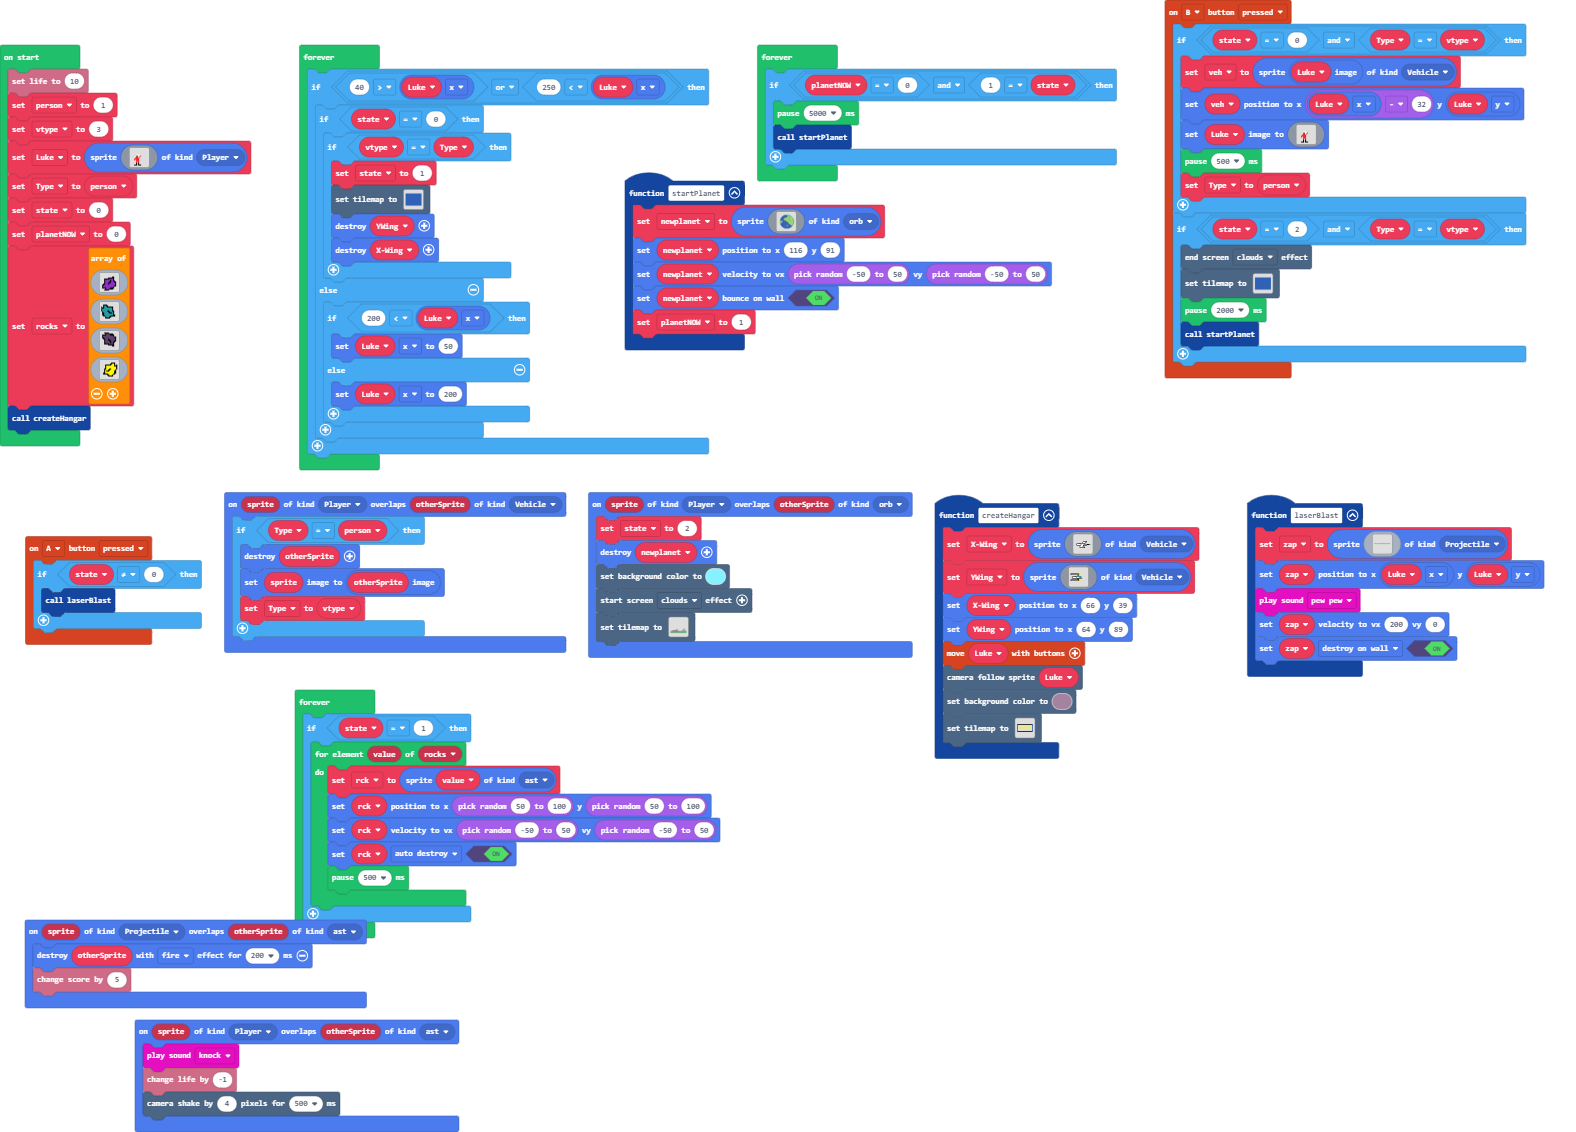 on start
set life to 10
set person to 1
set vtype to 3
set Luke to sprite of kind Player
set Type to person
set state to 0
set planetNOW to 0
set rocks to array of
call createHangar
forever
if 40 > Luke x or 250 < Luke x then
if state = 0 then
if vtype = Type then
set state to 1
set tilemap to
destroy YWing
destroy X-Wing
else
if 200 < Luke x then
set Luke x to 50
else
set Luke x to 200
forever
if planetNOW = 0 and 1 = state then
pause 5000 ms
call startPlanet
function startPlanet
set newplanet to sprite of kind orb
set newplanet position to x 116 y 91
set newplanet velocity to vx pick random -50 to 50 vy pick random -50 to 50
set newplanet bounce on wall ON
set planetNOW to 1
on B button pressed
if state = 0 and Type = vtype then
set veh to sprite Luke image of kind Vehicle
set veh position to x Luke x - 32 y Luke y
set Luke image to
pause 500 ms
set Type to person
if state = 2 and Type = vtype then
end screen clouds effect
set tilemap to
pause 2000 ms
call startPlanet
on A button pressed
if state ≠ 0 then
call laserBlast
on sprite of kind Player overlaps otherSprite of kind Vehicle
if Type = person then
destroy otherSprite
set sprite image to otherSprite image
set Type to vtype
on sprite of kind Player overlaps otherSprite of kind orb
set state to 2
destroy newplanet
set background color to
start screen clouds effect
set tilemap to
function createHangar
set X-Wing to sprite of kind Vehicle
set YWing to sprite of kind Vehicle
set X-Wing position to x 66 y 39
set YWing position to x 64 y 89
move Luke with buttons
camera follow sprite Luke
set background color to
set tilemap to
function laserBlast
set zap to sprite of kind Projectile
set zap position to x Luke x y Luke y
play sound pew pew
set zap velocity to vx 200 vy 0
set zap destroy on wall ON
forever
if state = 1 then
for element value of rocks
do
set rck to sprite value of kind ast
set rck position to x pick random 50 to 100 y pick random 50 to 100
set rck velocity to vx pick random -50 to 50 vy pick random -50 to 50
set rck auto destroy ON
pause 500 ms
on sprite of kind Projectile overlaps otherSprite of kind ast
destroy otherSprite with fire effect for 200 ms
change score by 5
on sprite of kind Player overlaps otherSprite of kind ast
play sound knock
change life by -1
camera shake by 4 pixels for 500 ms